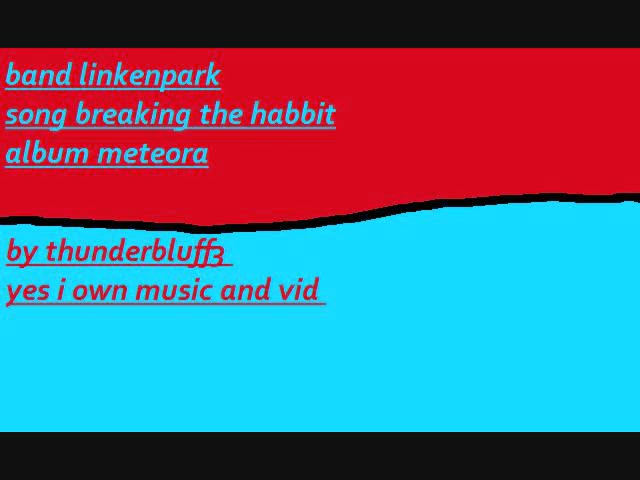 band linkenpark
song breaking the habbit
album meteora
by thunderbluff3
yes i own music and vid